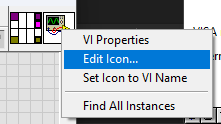 VI Properties
Edit Icon...
Set Icon to VI Name
Find All Instances